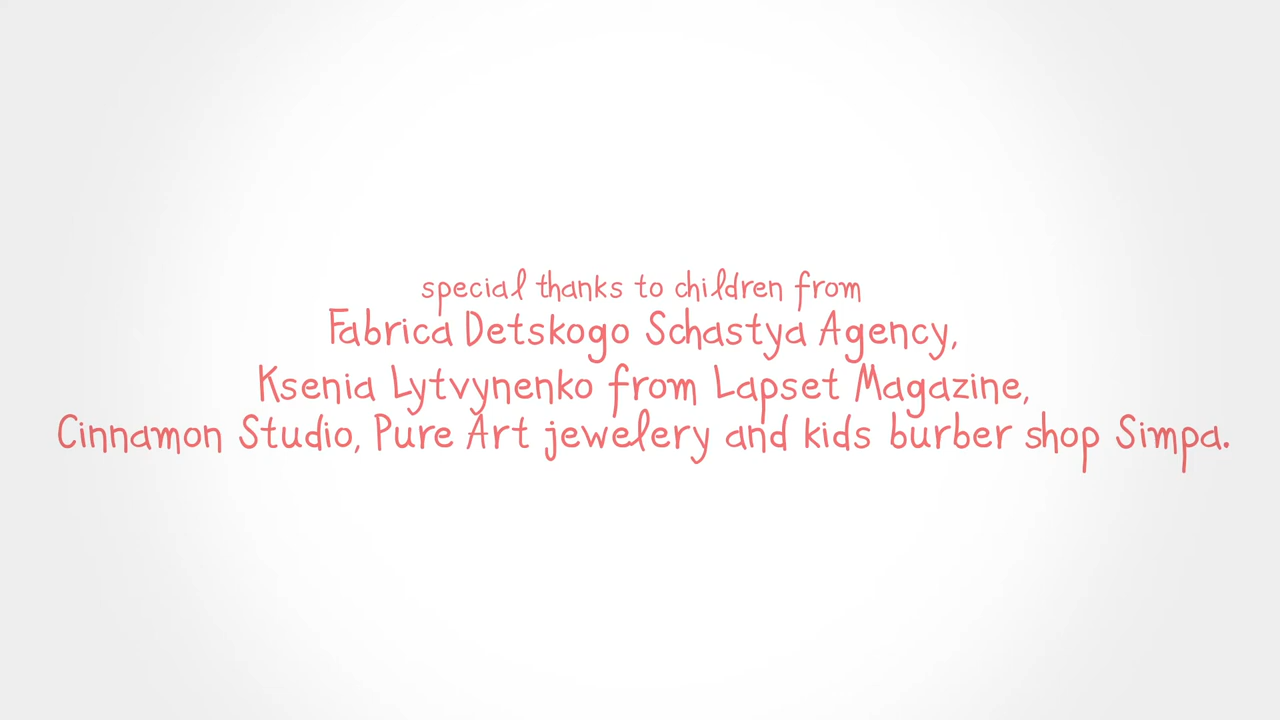 special thanks to children from
Fabrica Detskogo Schastya Agency,
Ksenia Lytvynenko from Lapset Magazine,
Cinnamon Studio, Pure Art jewelery and kids burber shop Simpa.